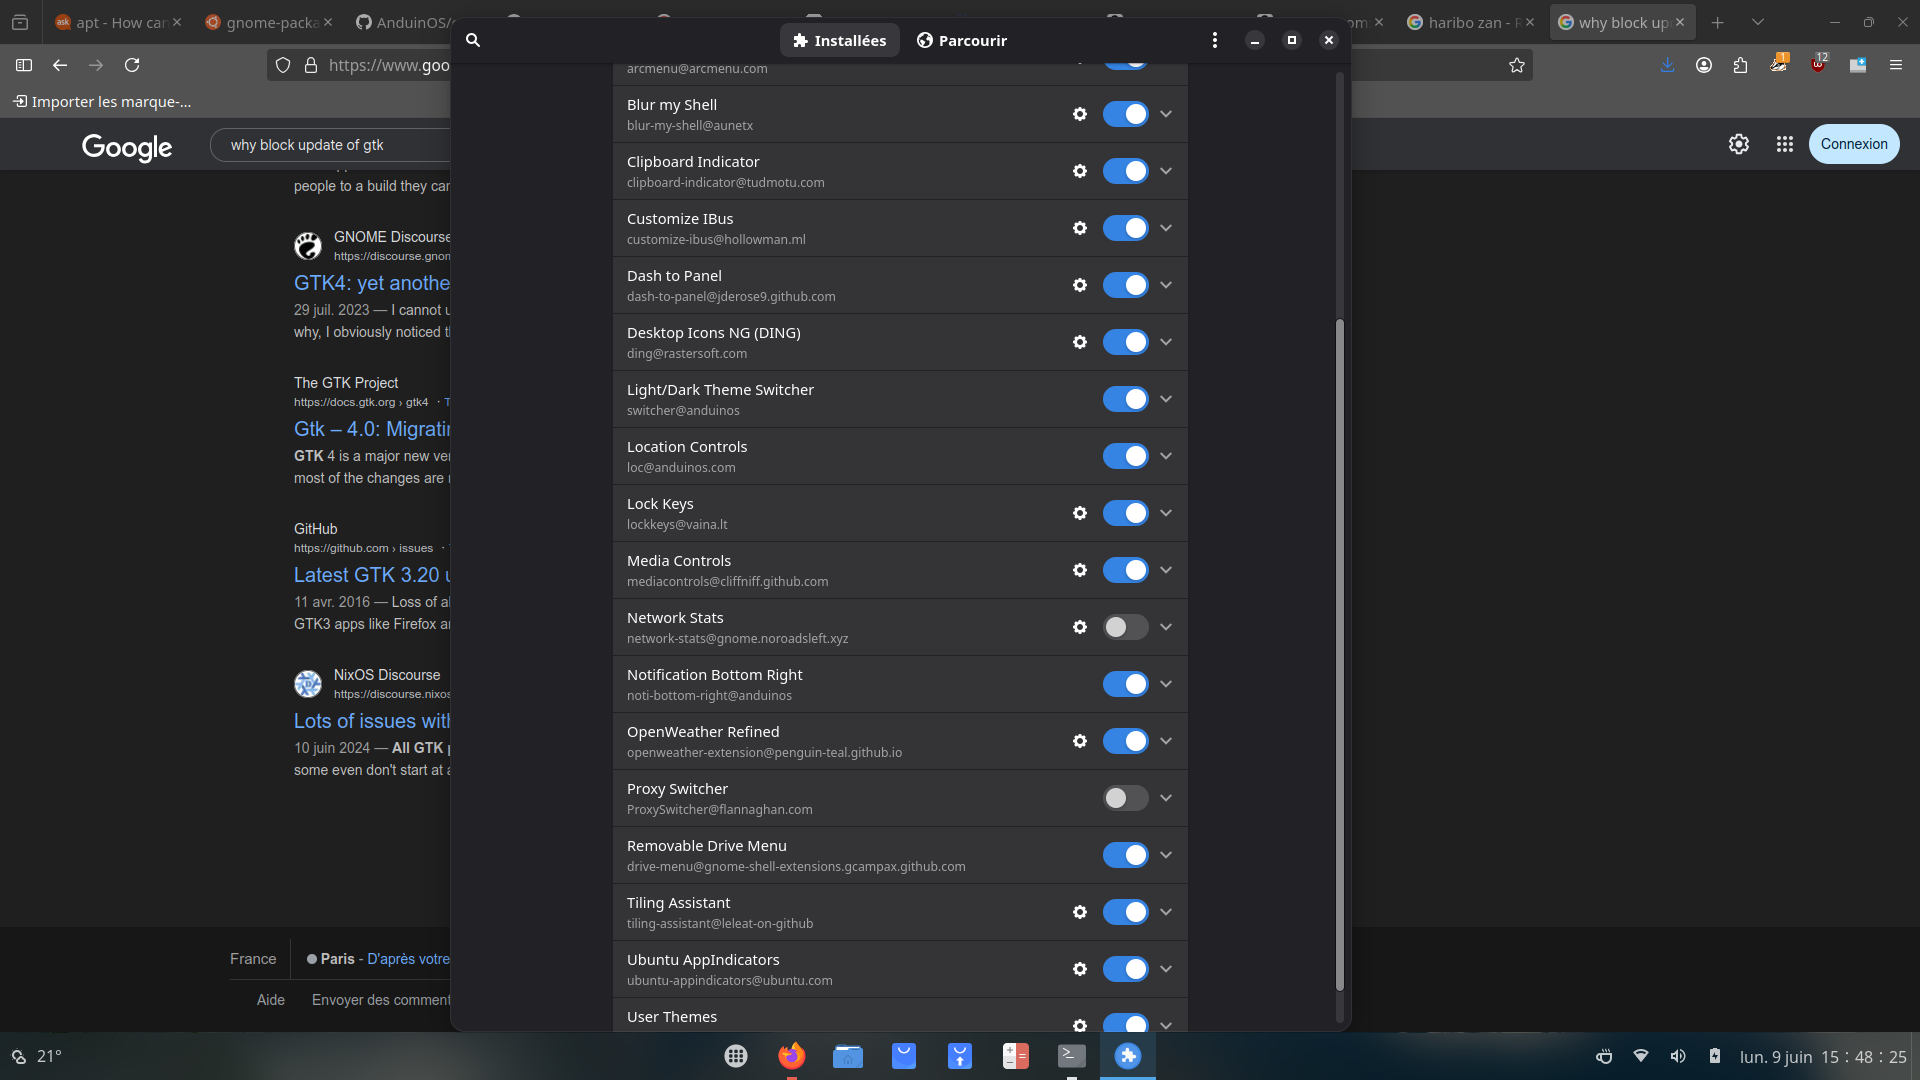 apt - How can
gnome-packa
AnduinOS/
om
haribo zan - R
why block up
https://www.goo
1
12
Importer les marque-...
Google
why block update of gtk
Connexion
people to a build they can
GNOME Discourse
https://discourse.gnom
GTK4: yet anothe
29 juil. 2023 — I cannot u
why, I obviously noticed t
The GTK Project
https://docs.gtk.org › gtk4 · T
Gtk – 4.0: Migratin
GTK 4 is a major new ver
most of the changes are
GitHub
https://github.com › issues ·
Latest GTK 3.20 u
11 avr. 2016 — Loss of al
GTK3 apps like Firefox a
NixOS Discourse
https://discourse.nixos
Lots of issues with
10 juin 2024 — All GTK p
some even don't start at a
France
Paris - D'après votre
Aide
Envoyer des comment
Installées
Parcourir
arcmenu@arcmenu.com
Blur my Shell
blur-my-shell@aunetx
Clipboard Indicator
clipboard-indicator@tudmotu.com
Customize IBus
customize-ibus@hollowman.ml
Dash to Panel
dash-to-panel@jderose9.github.com
Desktop Icons NG (DING)
ding@rastersoft.com
Light/Dark Theme Switcher
switcher@anduinos
Location Controls
loc@anduinos.com
Lock Keys
lockkeys@vaina.lt
Media Controls
mediacontrols@cliffniff.github.com
Network Stats
network-stats@gnome.noroadsleft.xyz
Notification Bottom Right
noti-bottom-right@anduinos
OpenWeather Refined
openweather-extension@penguin-teal.github.io
Proxy Switcher
ProxySwitcher@flannaghan.com
Removable Drive Menu
drive-menu@gnome-shell-extensions.gcampax.github.com
Tiling Assistant
tiling-assistant@leleat-on-github
Ubuntu AppIndicators
ubuntu-appindicators@ubuntu.com
User Themes
21°
lun. 9 juin 15 : 48 : 25